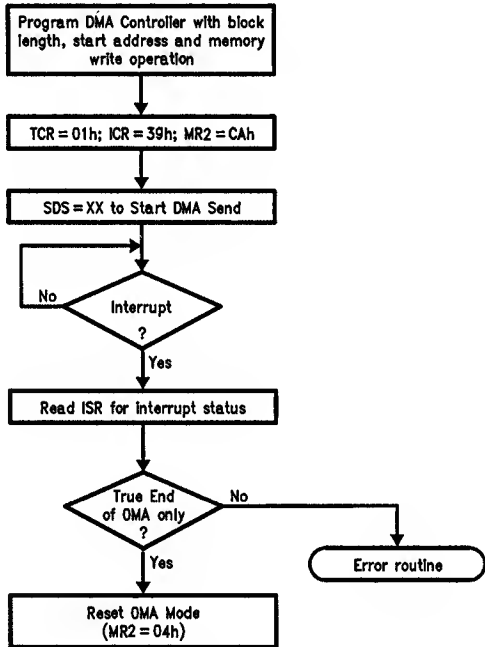 Program DMA Controller with block
length, start address and memory
write operation
TCR = 01h; ICR = 39h; MR2 = CAh
SDS = XX to Start DMA Send
No
Interrupt
?
Yes
Read ISR for interrupt status
True End
of OMA only
?
No
Yes
Error routine
Reset OMA Mode
(MR2 = 04h)